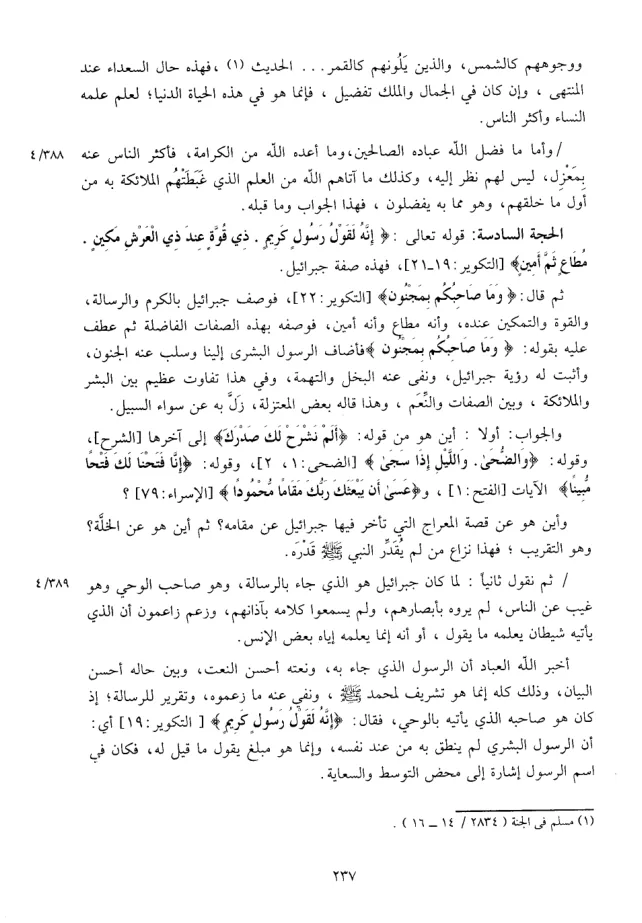 ووجوههم كالشمس، والذين يَلُونهم كالقمر... الحديث (١) ،فهذه حال السعداء عند
المنتهى ، وإن كان في الجمال والملك تفضيل ، فإنما هو في هذه الحياة الدنيا؛ لعلم علمه
النساء وأكثر الناس.
٤/٣٨٨
/وأما ما فضل اللّه عباده الصالحين،وما أعده اللّه من الكرامة، فأكثر الناس عنه
بِمَعْزِل، ليس لهم نظر إليه، وكذلك ما آتاهم اللّه من العلم الذي غَبَطَتْهُم الملائكة به من
أول ما خلقهم، وهو مما به يفضلون ، فهذا الجواب وما قبله.
الحجة السادسة: قوله تعالى :﴿ إِنَّهُ لَقَوْلُ رَسُولٍ كَرِيمٍ . ذِي قُوَّةٍ عِندَ ذِي الْعَرْشِ مَكِينٍ .
مُطَاعٍ ثَمَّ أَمِينٍ﴾ [التكوير:١٩ـ٢١]، فهذه صفة جبرائيل.
ثم قال:﴿ وَمَا صَاحِبُكُم بِمَجْنُون﴾ [التكوير:٢٢]، فوصف جبرائيل بالكرم والرسالة،
والقوة والتمكين عنده، وأنه مطاع وأنه أمين، فوصفه بهذه الصفات الفاضلة ثم عطف
عليه بقوله: ﴿ وَمَا صَاحِبُكُم بِمَجْنُون ﴾فأضاف الرسول البشرى إلينا وسلب عنه الجنون،
وأثبت له رؤية جبرائيل، ونفى عنه البخل والتهمة، وفي هذا تفاوت عظيم بين البشر
والملائكة ، وبين الصفات والنِّعَم ، وهذا قاله بعض المعتزلة، زَلَّ به عن سواء السبيل.
والجواب: أولا : أين هو من قوله: ﴿أَلَمْ نَشْرَحْ لَكَ صَدْرَكَ﴾ إلى آخرها [الشرح]،
وقوله: ﴿وَالضُّحَىٰ. وَاللَّيْلِ إِذَا سَجَىٰ ﴾ [الضحى:١، ٢]، وقوله: ﴿إِنَّا فَتَحْنَا لَكَ فَتْحًا
مُّبِينًا﴾ الآيات [الفتح:١] ، و﴿عَسَىٰ أَن يَبْعَثَكَ رَبُّكَ مَقَامًا مَّحْمُودًا ﴾ [الإسراء:٧٩] ؟
وأين هو عن قصة المعراج التي تأخر فيها جبرائيل عن مقامه؟ ثم أين هو عن الخلَّة؟
وهو التقريب ؛ فهذا نزاع من لم يُقَدِّر النبي ﷺ قَدْرَه.
٤/٣٨٩
/ ثم نقول ثانياً : لما كان جبرائيل هو الذي جاء بالرسالة، وهو صاحب الوحي وهو
غيب عن الناس، لم يروه بأبصارهم، ولم يسمعوا كلامه بآذانهم، وزعم زاعمون أن الذي
يأتيه شيطان يعلمه ما يقول ، أو أنه إنما يعلمه إياه بعض الإنس.
أخبر اللّه العباد أن الرسول الذي جاء به، ونعته أحسن النعت، وبين حاله أحسن
البيان، وذلك كله إنما هو تشريف لمحمد ﷺ ، ونفي عنه ما زعموه، وتقرير للرسالة؛ إذ
كان هو صاحبه الذي يأتيه بالوحي، فقال: ﴿إِنَّهُ لَقَوْلُ رَسُولٍ كَرِيمٍ ﴾ [ التكوير:١٩] أي:
أن الرسول البشري لم ينطق به من عند نفسه، وإنما هو مبلغ يقول ما قيل له، فكان في
اسم الرسول إشارة إلى محض التوسط والسعاية.
(١) مسلم فى الجنة ( ٢٨٣٤ / ١٤ ــ ١٦ ) .
٢٣٧